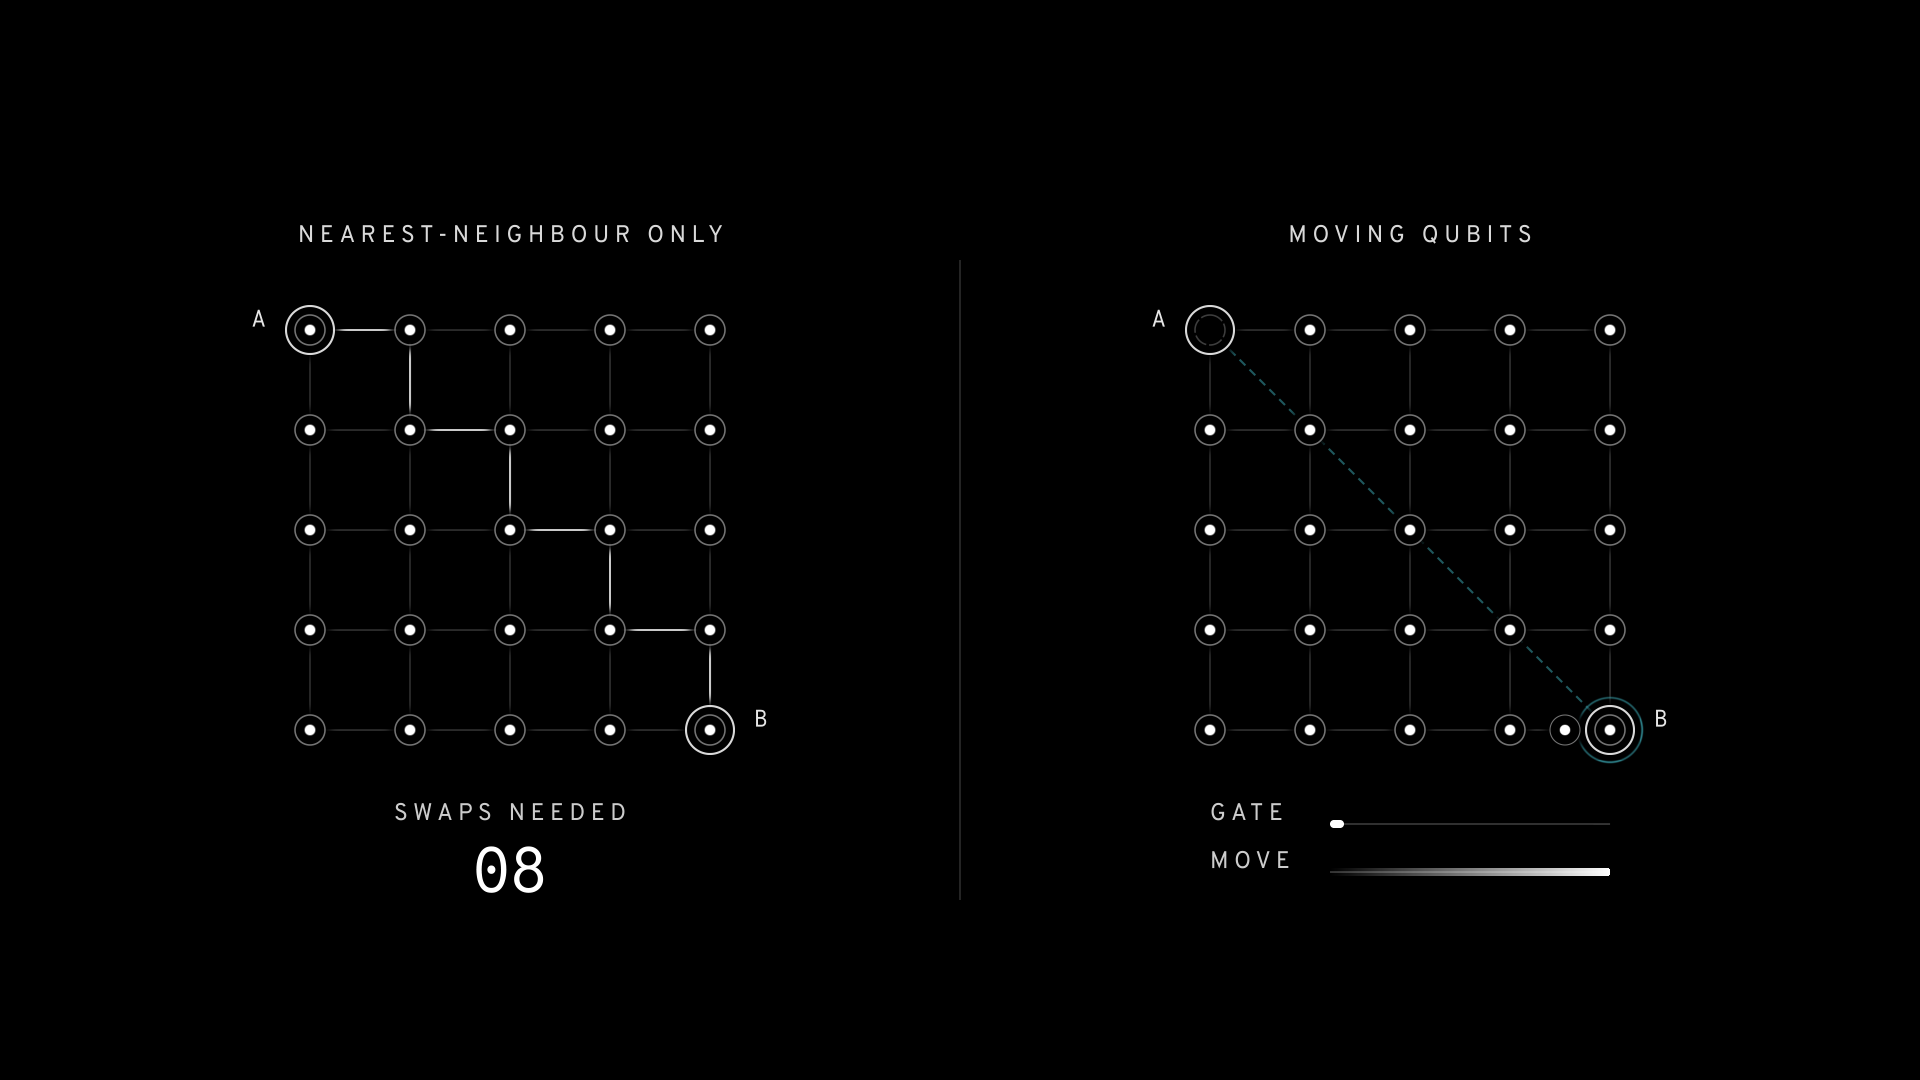 NEAREST-NEIGHBOUR ONLY
A
B
SWAPS NEEDED
08
MOVING QUBITS
A
B
GATE
MOVE